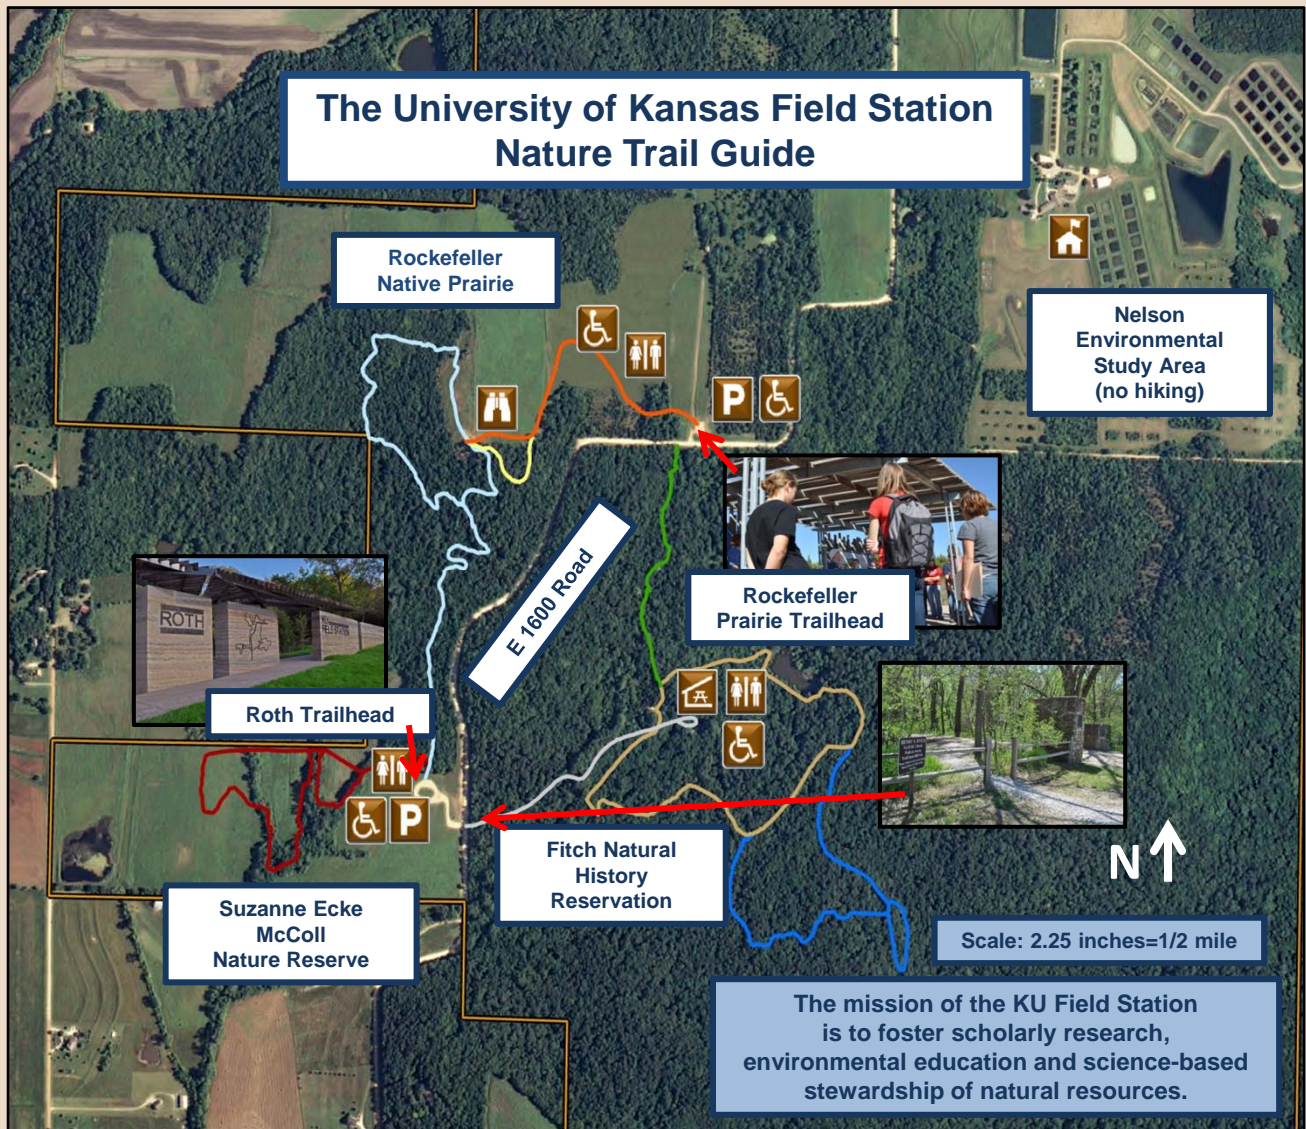 The University of Kansas Field Station
Nature Trail Guide
Rockefeller
Native Prairie
Nelson
Environmental
Study Area
(no hiking)
P
E 1600 Road
Rockefeller
Prairie Trailhead
ROTH
KU
FIELD STATION
Roth Trailhead
P
Fitch Natural
History
Reservation
N
Suzanne Ecke
McColl
Nature Reserve
Scale: 2.25 inches=1/2 mile
The mission of the KU Field Station
is to foster scholarly research,
environmental education and science-based
stewardship of natural resources.